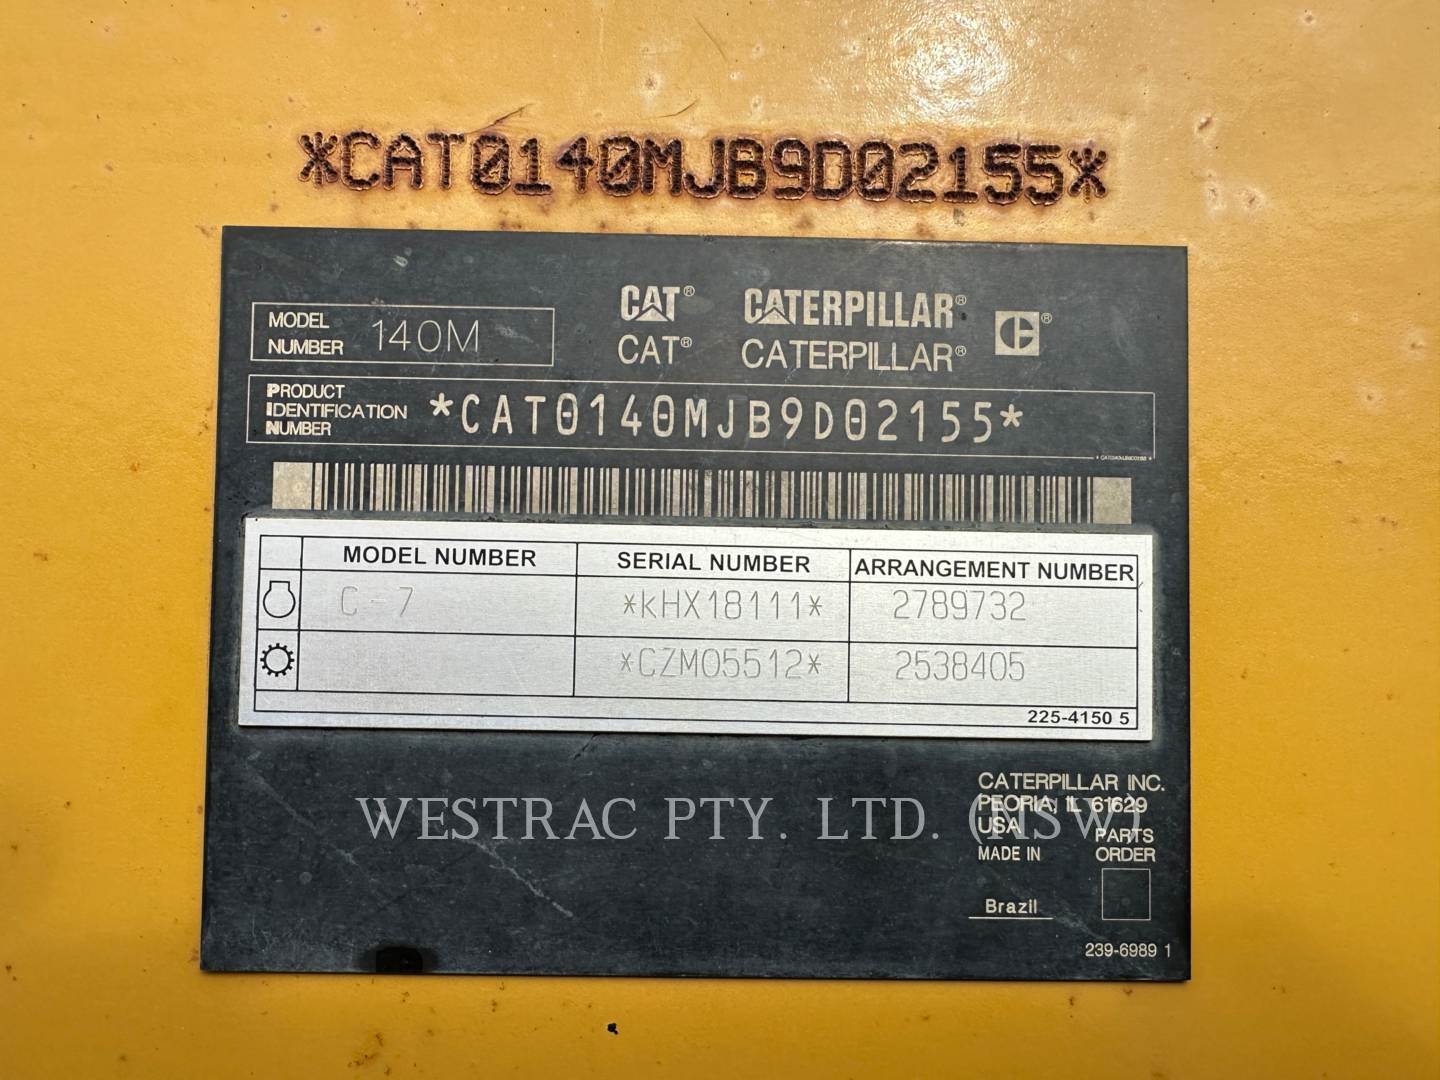 *CAT0140MJB9D02155*
MODEL NUMBER 140M
CAT® CATERPILLAR® ®
CAT® CATERPILLAR®
PRODUCT IDENTIFICATION NUMBER *CAT0140MJB9D02155*
MODEL NUMBER SERIAL NUMBER ARRANGEMENT NUMBER
C-7 *KHX18111* 2789732
*CZM05512* 2538405
225-4150 5
CATERPILLAR INC.
PEORIA, IL 61629
USA
WESTRAC PTY. LTD. (NSW)
MADE IN
Brazil
PARTS
ORDER
239-6989 1